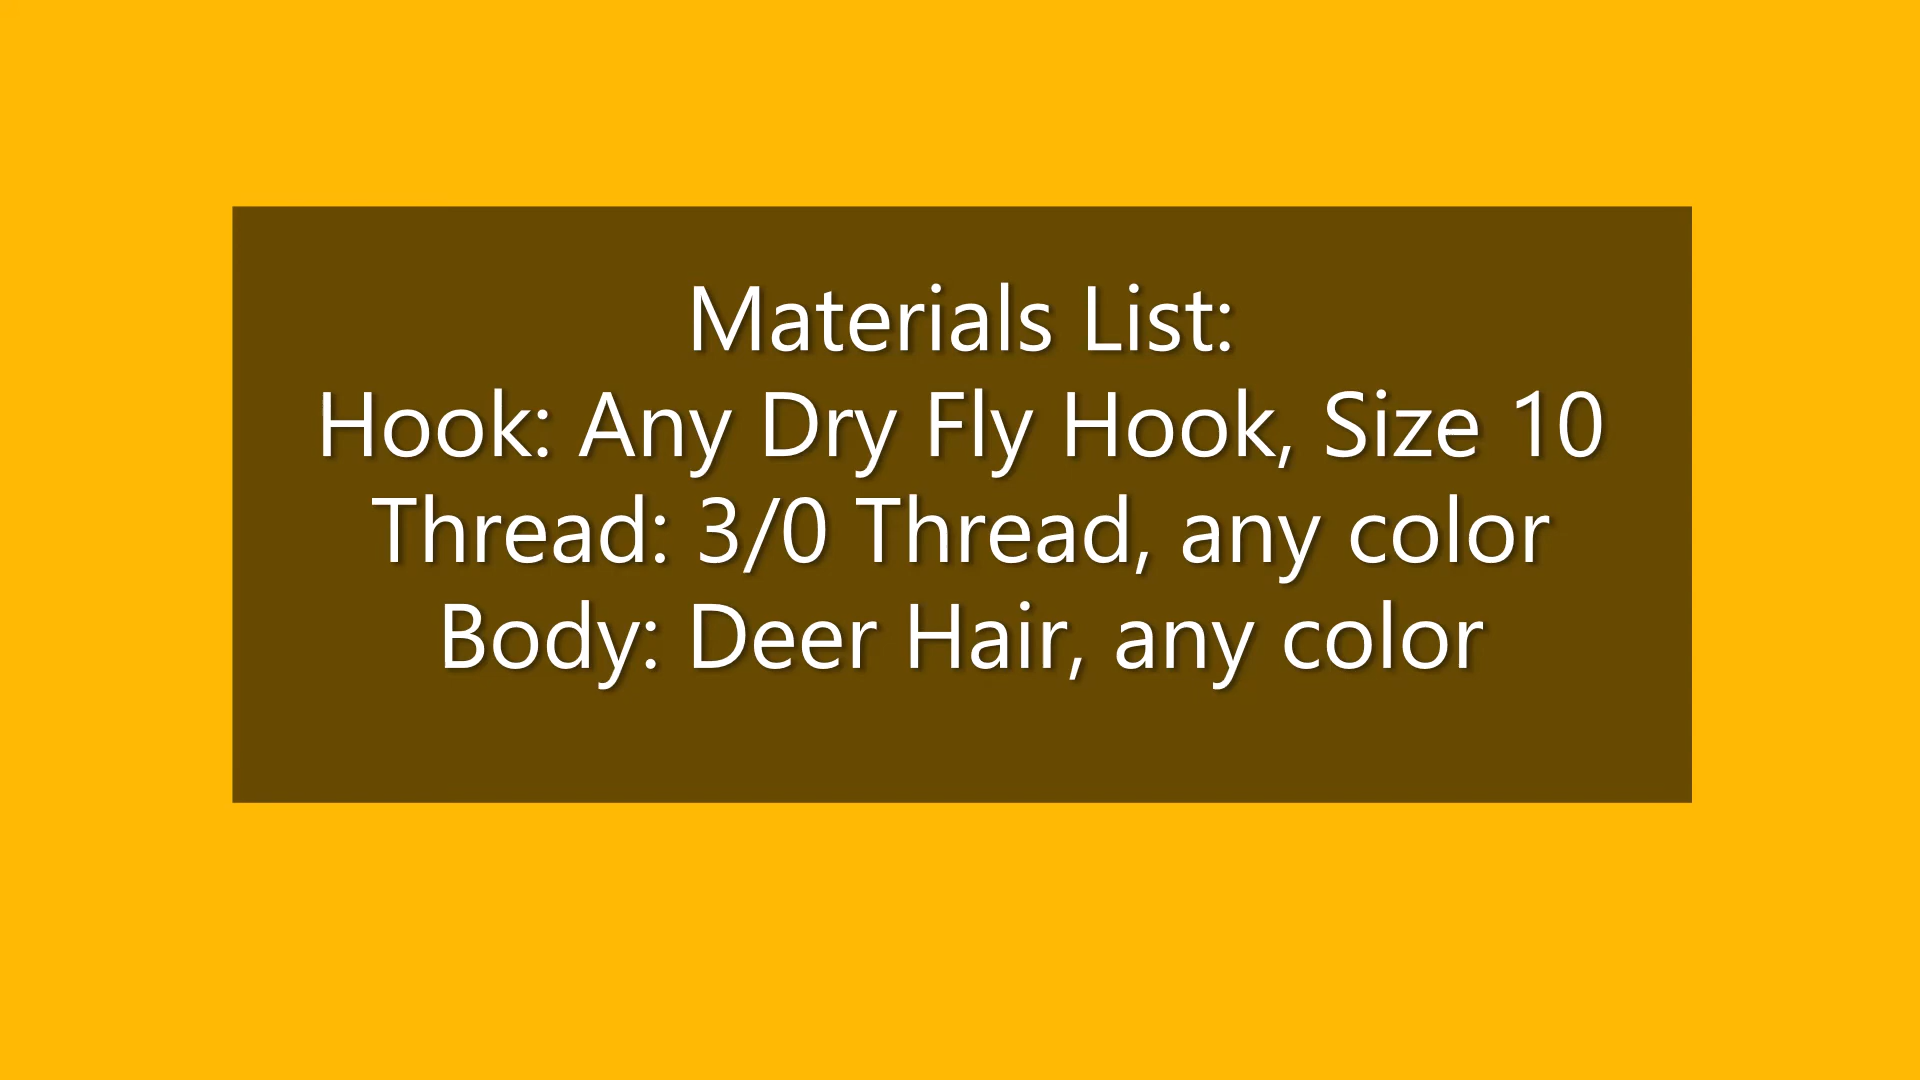 Materials List:
Hook: Any Dry Fly Hook, Size 10
Thread: 3/0 Thread, any color
Body: Deer Hair, any color